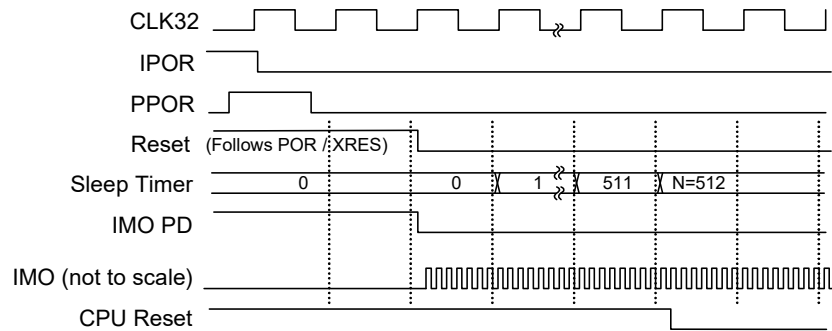 CLK32
IPOR
PPOR
Reset (Follows POR / XRES)
Sleep Timer 0 0 1 511 N=512
IMO PD
IMO (not to scale)
CPU Reset